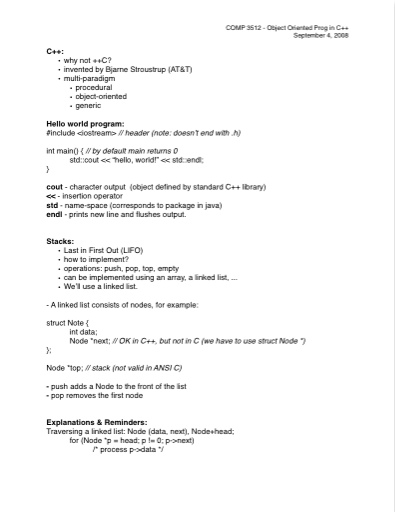 COMP 3512 - Object Oriented Prog in C++
September 4, 2008
C++:
• why not ++C?
• invented by Bjarne Stroustrup (AT&T)
• multi-paradigm
• procedural
• object-oriented
• generic
Hello world program:
#include <iostream> // header (note: doesn't end with .h)
int main() { // by default main returns 0
std::cout << "hello, world!" << std::endl;
}
cout - character output (object defined by standard C++ library)
<< - insertion operator
std - name-space (corresponds to package in java)
endl - prints new line and flushes output.
Stacks:
• Last in First Out (LIFO)
• how to implement?
• operations: push, pop, top, empty
• can be implemented using an array, a linked list, ...
• We'll use a linked list.
- A linked list consists of nodes, for example:
struct Note {
int data;
Node *next; // OK in C++, but not in C (we have to use struct Node *)
};
Node *top; // stack (not valid in ANSI C)
- push adds a Node to the front of the list
- pop removes the first node
Explanations & Reminders:
Traversing a linked list: Node (data, next), Node+head;
for (Node *p = head; p != 0; p->next)
/* process p->data */